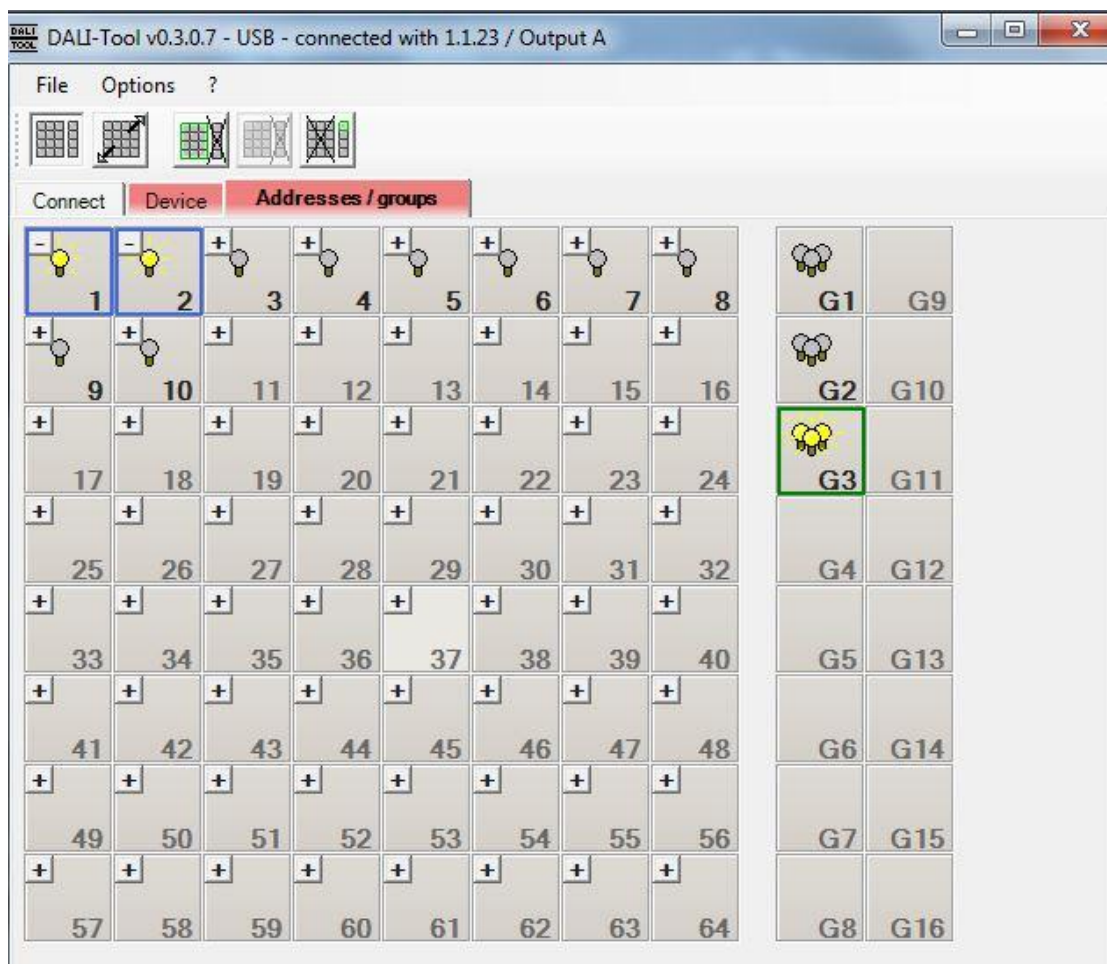 DALI TOOL DALI-Tool v0.3.0.7 - USB - connected with 1.1.23 / Output A
File Options ?
Connect Device Addresses / groups
- - + + + + + +
1 2 3 4 5 6 7 8 G1 G9
+ + + + + + + +
9 10 11 12 13 14 15 16 G2 G10
+ + + + + + + +
17 18 19 20 21 22 23 24 G3 G11
+ + + + + + + +
25 26 27 28 29 30 31 32 G4 G12
+ + + + + + + +
33 34 35 36 37 38 39 40 G5 G13
+ + + + + + + +
41 42 43 44 45 46 47 48 G6 G14
+ + + + + + + +
49 50 51 52 53 54 55 56 G7 G15
+ + + + + + + +
57 58 59 60 61 62 63 64 G8 G16